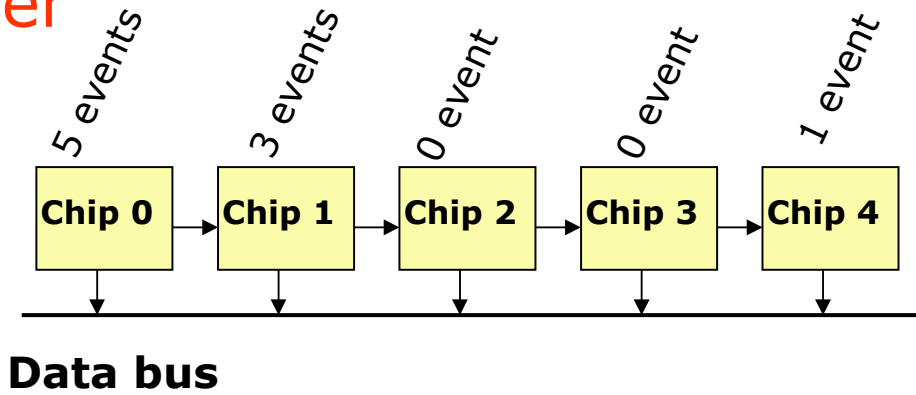 er
5 events
3 events
0 event
0 event
1 event
Chip 0
Chip 1
Chip 2
Chip 3
Chip 4
Data bus